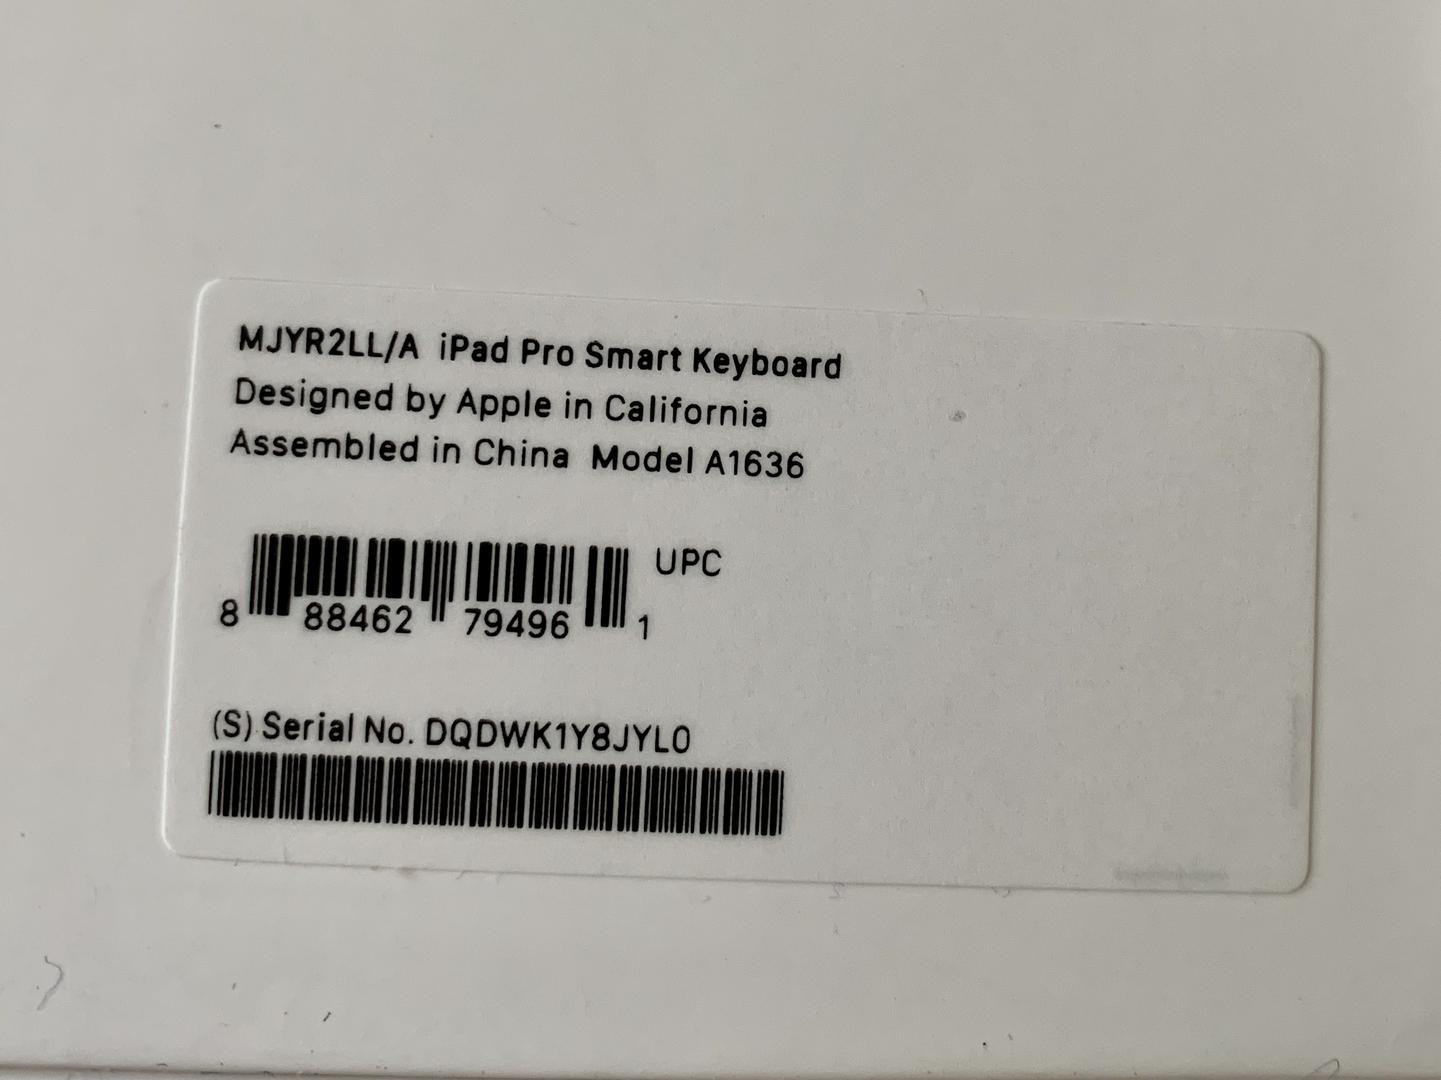 MJYR2LL/A iPad Pro Smart Keyboard
Designed by Apple in California
Assembled in China Model A1636
UPC
8 88462 79496 1
(S) Serial No. DQDWK1Y8JYL0